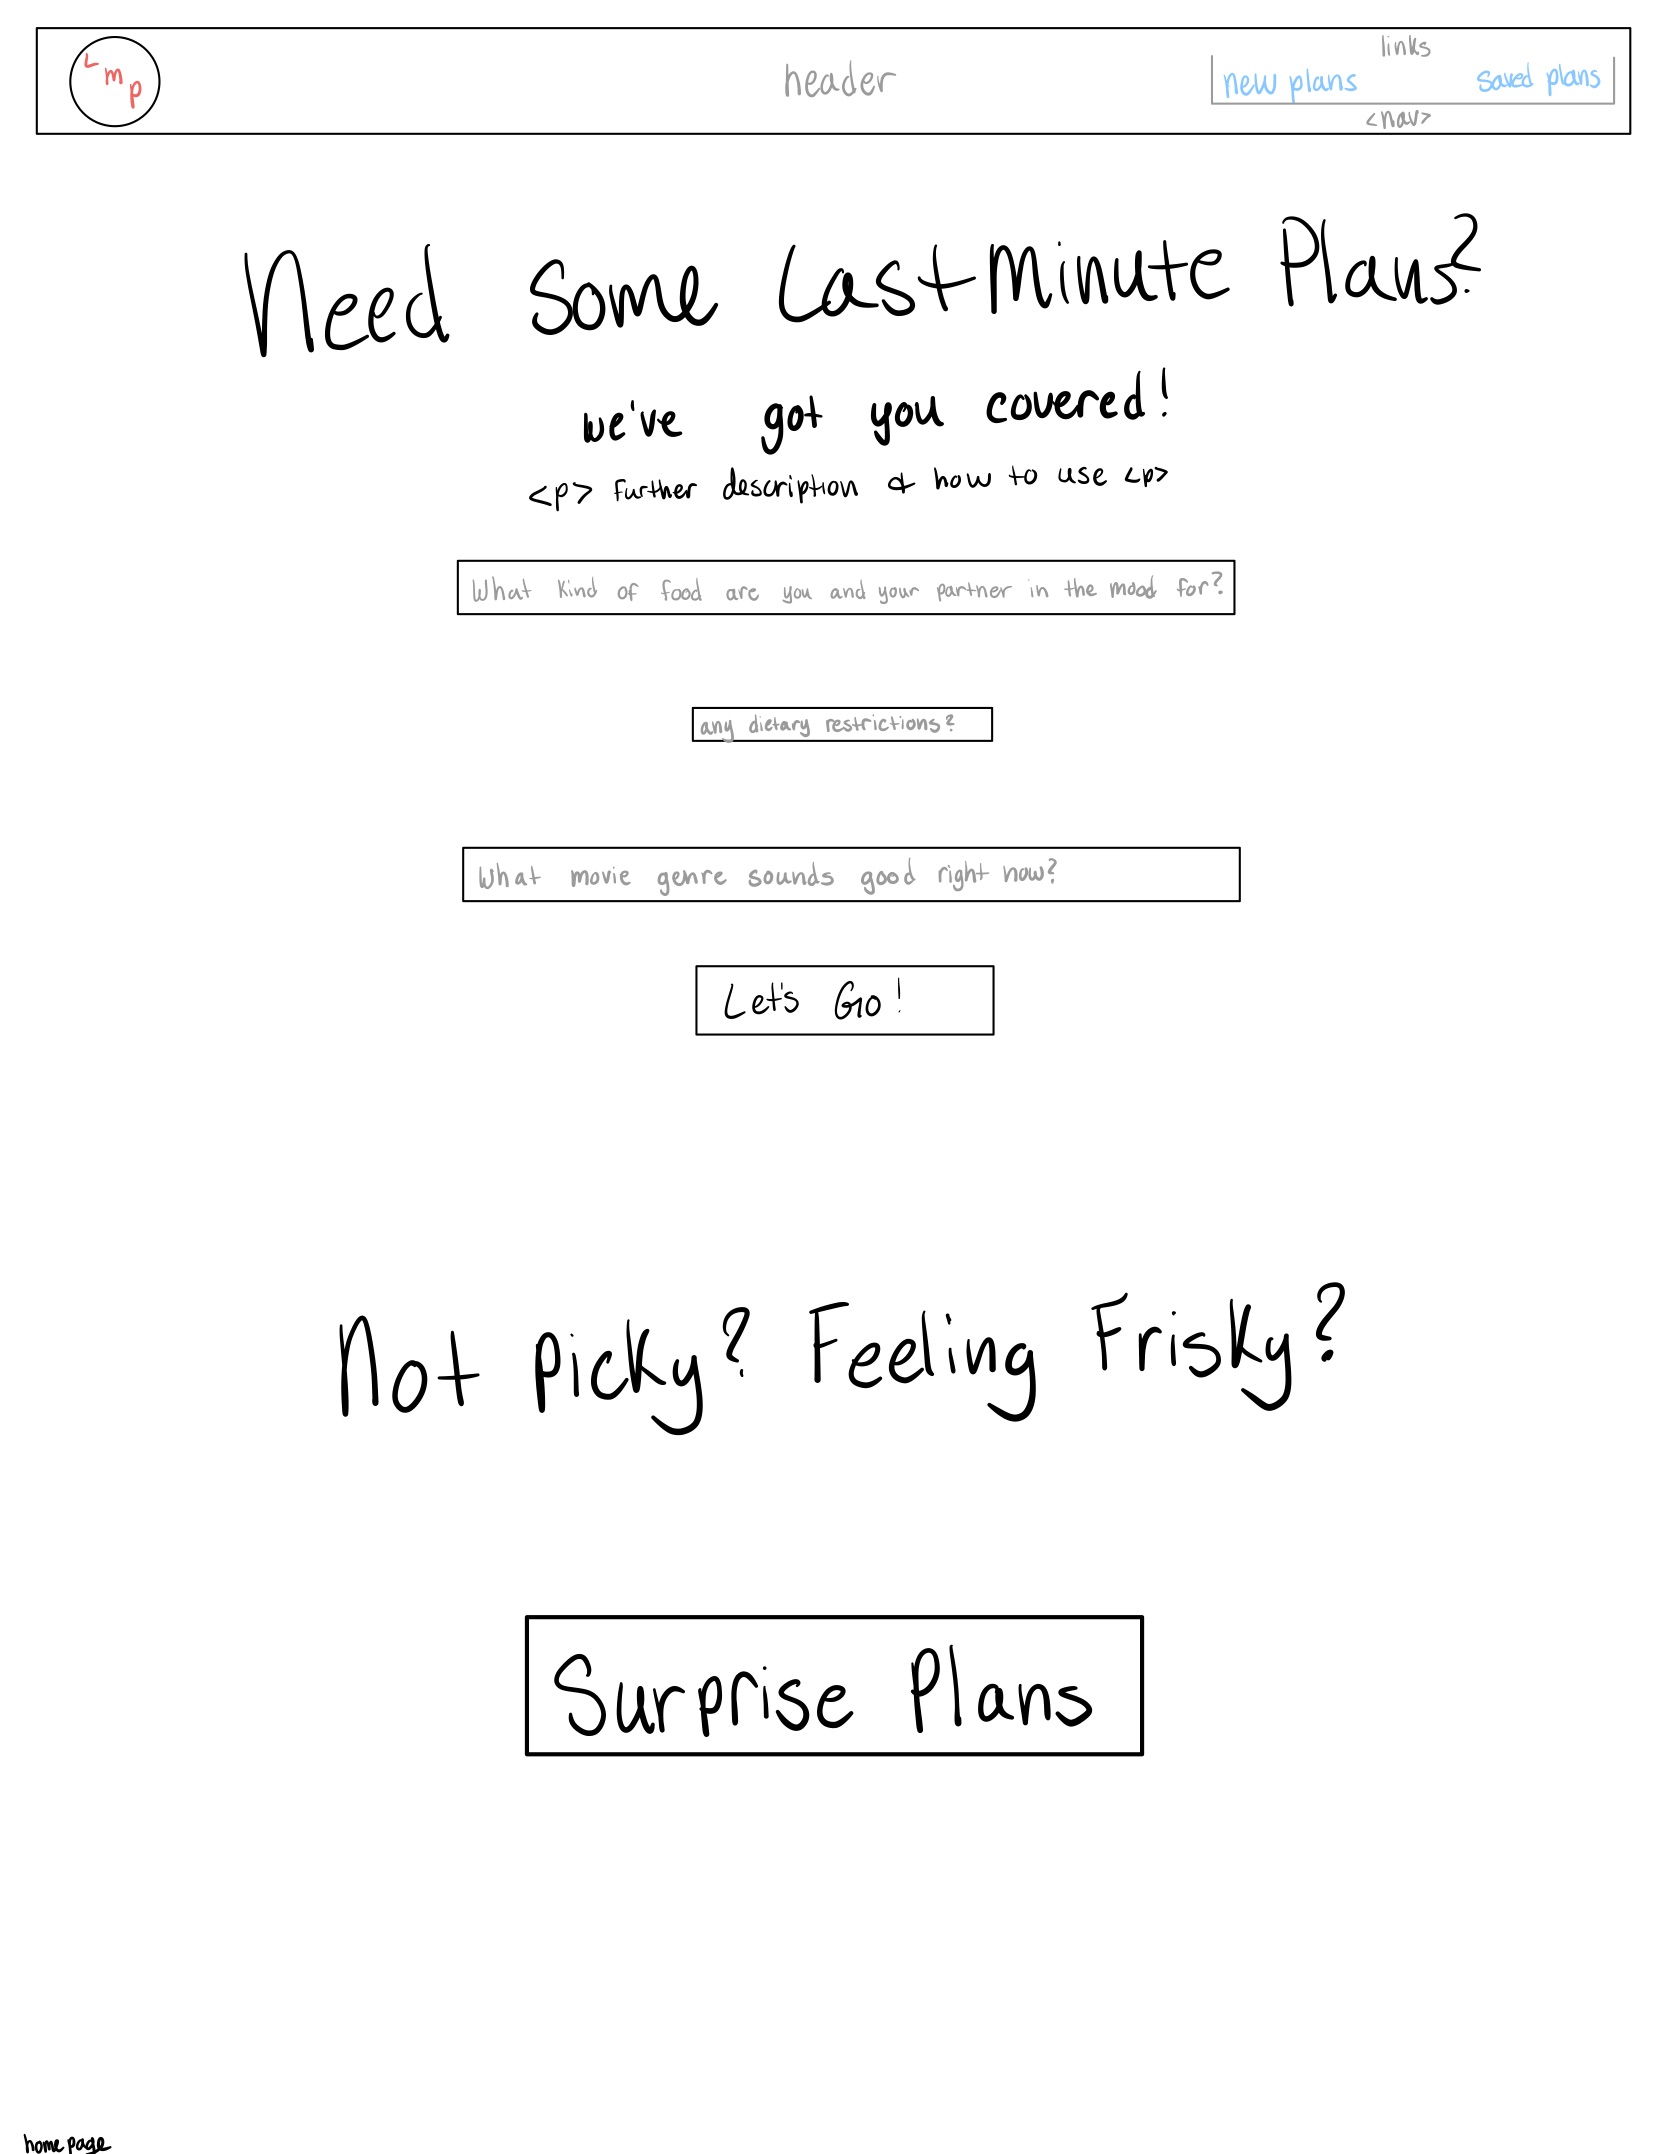 Lmp
header
links
new plans saved plans
<nav>
Need Some Last Minute Plans?
we've got you covered!
<p> further description & how to use <p>
What kind of food are you and your partner in the mood for?
any dietary restrictions?
What movie genre sounds good right now?
Let's Go!
Not picky? Feeling Frisky?
Surprise Plans
home page